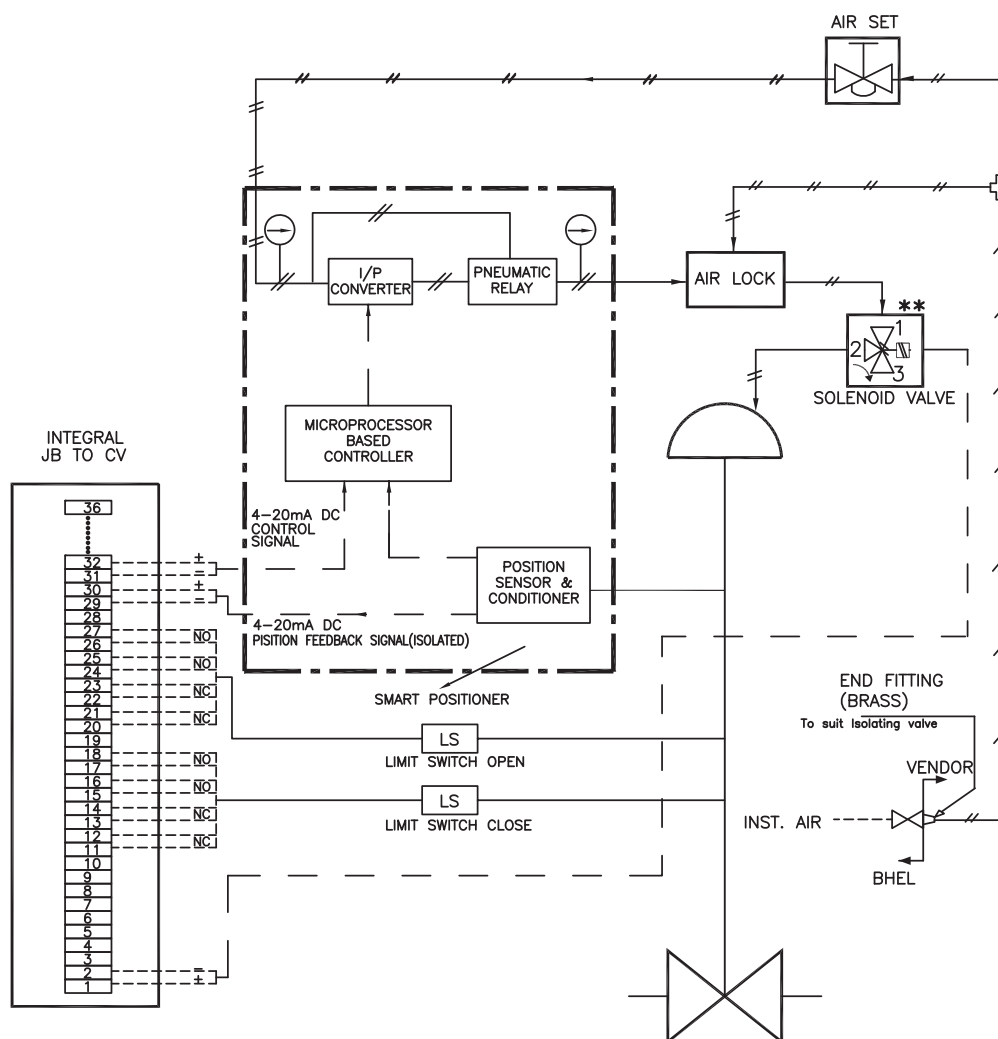 AIR SET
I/P
CONVERTER
PNEUMATIC
RELAY
AIR LOCK
**
1
2
3
SOLENOID VALVE
MICROPROCESSOR
BASED
CONTROLLER
INTEGRAL
JB TO CV
4-20mA DC
CONTROL
SIGNAL
POSITION
SENSOR &
CONDITIONER
4-20mA DC
PISITION FEEDBACK SIGNAL(ISOLATED)
SMART POSITIONER
36
32 +
31 -
30 +
29 -
28
27 NO
26
25 NO
24
23 NC
22
21 NC
20
19
18 NO
17
16 NO
15
14 NC
13
12 NC
11
10
9
8
7
6
5
4
3
2 -
1 +
LS
LIMIT SWITCH OPEN
LS
LIMIT SWITCH CLOSE
END FITTING
(BRASS)
To suit Isolating valve
VENDOR
INST. AIR
BHEL